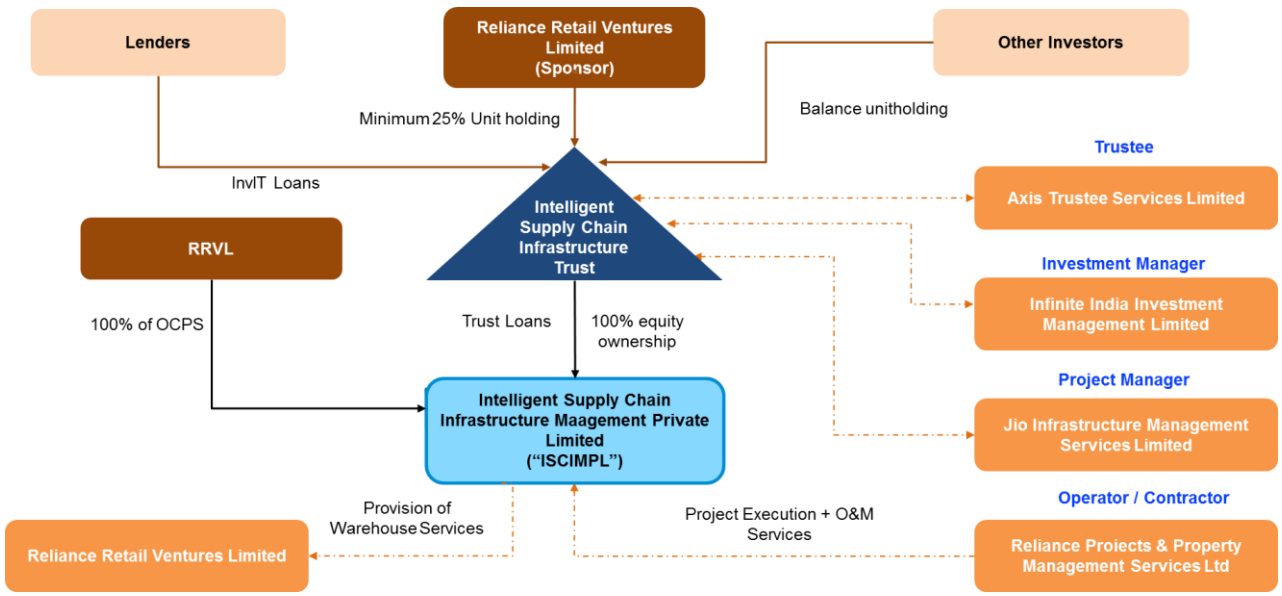 Lenders
Reliance Retail Ventures
Limited
(Sponsor)
Other Investors
Minimum 25% Unit holding
Balance unitholding
InvIT Loans
Trustee
Axis Trustee Services Limited
Intelligent
Supply Chain
Infrastructure
Trust
RRVL
Investment Manager
Infinite India Investment
Management Limited
100% of OCPS
Trust Loans
100% equity
ownership
Project Manager
Jio Infrastructure Management
Services Limited
Intelligent Supply Chain
Infrastructure Maagement Private
Limited
(“ISCIMPL”)
Operator / Contractor
Provision of
Warehouse Services
Project Execution + O&M
Services
Reliance Retail Ventures Limited
Reliance Projects & Property
Management Services Ltd